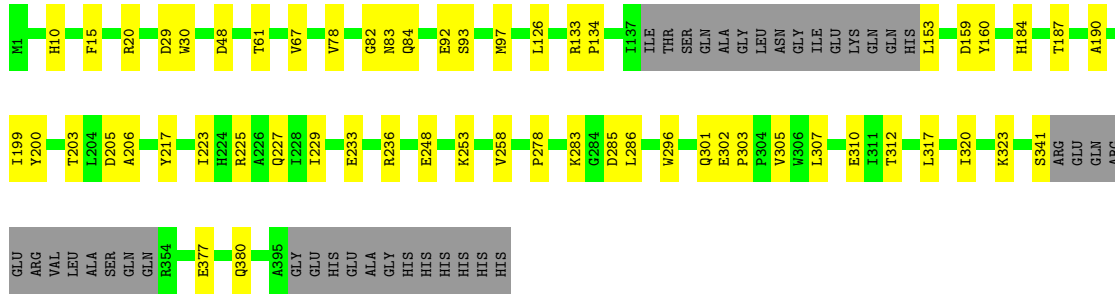 M1 H10 F15 R20 D29 W30 D48 T61 V67 V78 G82 N83 Q84 E92 S93 M97 L126 R133 P134 I137 ILE THR SER GLN ALA GLY LEU ASN GLY ILE GLU LYS GLN GLN HIS L153 D159 Y160 H184 T187 A190
I199 Y200 T203 L204 D205 A206 Y217 I223 H224 R225 A226 Q227 I228 I229 E233 R236 E248 K253 V258 P278 K283 G284 D285 L286 W296 Q301 E302 P303 P304 V305 W306 L307 E310 I311 T312 L317 I320 K323 S341 ARG GLU GLN ARG
GLU ARG VAL LEU ALA SER GLN GLN R354 E377 Q380 A395 GLY GLU HIS GLU ALA GLY HIS HIS HIS HIS HIS HIS